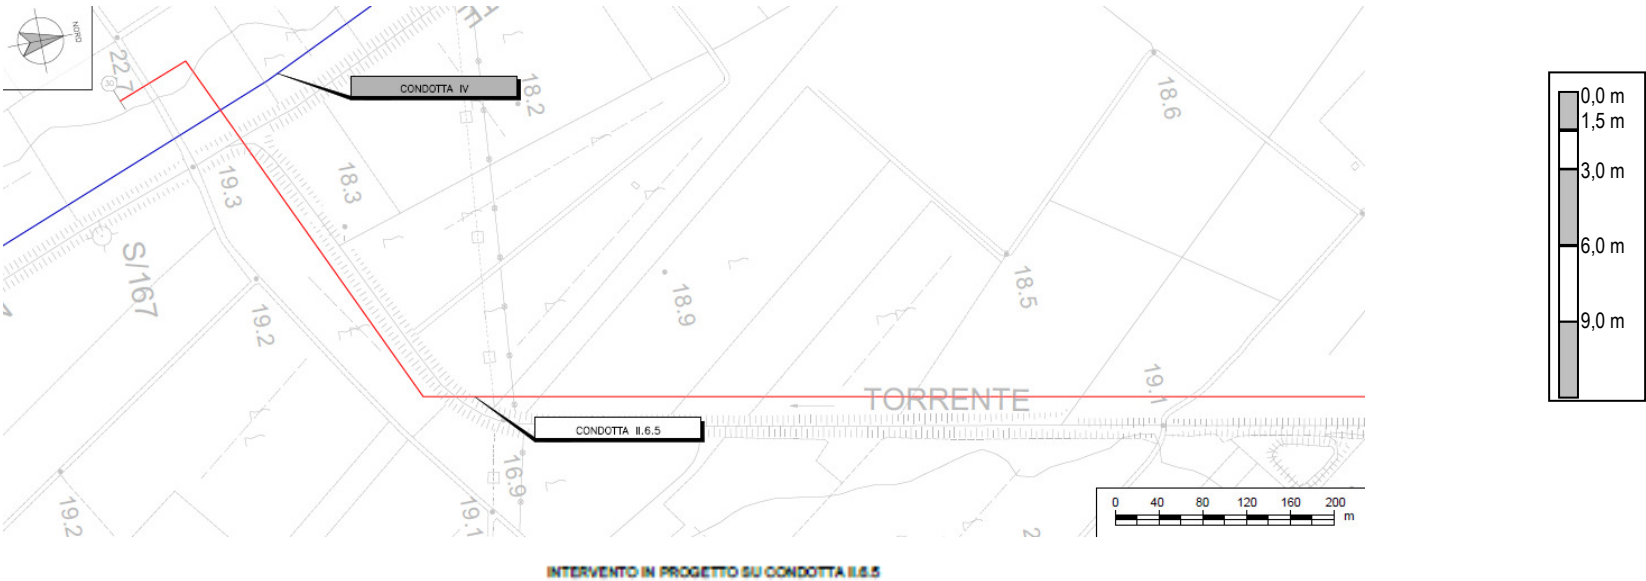 NORD
22.7
30
CONDOTTA IV
18.2
18.6
19.3
18.3
S/167
19.2
18.9
18.5
19.1
TORRENTE
CONDOTTA II.6.5
16.9
19.2
19.1
0 40 80 120 160 200
m
0,0 m
1,5 m
3,0 m
6,0 m
9,0 m
INTERVENTO IN PROGETTO SU CONDOTTA II.6.5